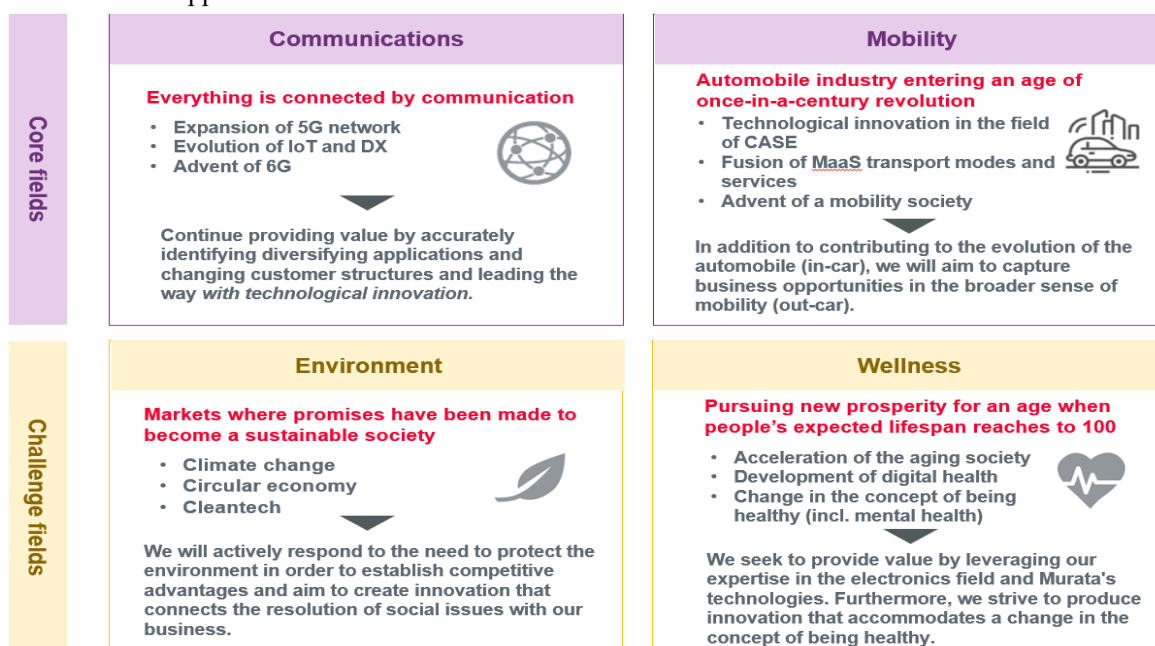 Core fields
Communications
Everything is connected by communication
• Expansion of 5G network
• Evolution of IoT and DX
• Advent of 6G
Continue providing value by accurately
identifying diversifying applications and
changing customer structures and leading the
way with technological innovation.
Mobility
Automobile industry entering an age of
once-in-a-century revolution
• Technological innovation in the field
of CASE
• Fusion of MaaS transport modes and
services
• Advent of a mobility society
In addition to contributing to the evolution of the
automobile (in-car), we will aim to capture
business opportunities in the broader sense of
mobility (out-car).
Challenge fields
Environment
Markets where promises have been made to
become a sustainable society
• Climate change
• Circular economy
• Cleantech
We will actively respond to the need to protect the
environment in order to establish competitive
advantages and aim to create innovation that
connects the resolution of social issues with our
business.
Wellness
Pursuing new prosperity for an age when
people's expected lifespan reaches to 100
• Acceleration of the aging society
• Development of digital health
• Change in the concept of being
healthy (incl. mental health)
We seek to provide value by leveraging our
expertise in the electronics field and Murata's
technologies. Furthermore, we strive to produce
innovation that accommodates a change in the
concept of being healthy.